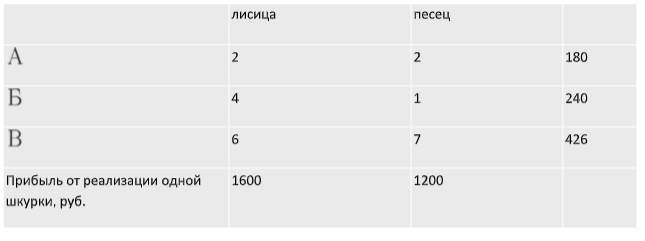 лисица песец
А 2 2 180
Б 4 1 240
В 6 7 426
Прибыль от реализации одной 1600 1200
шкурки, руб.